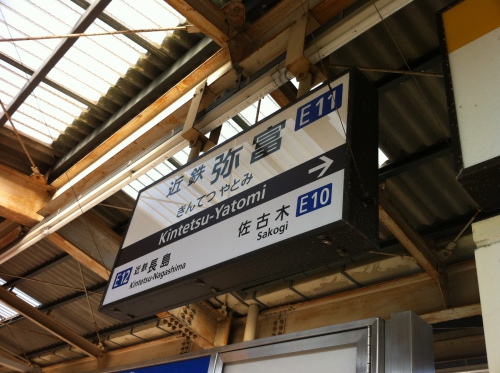 近鉄弥富 E11
きんてつ やとみ
Kintetsu-Yatomi
E12 近鉄長島
Kintetsu-Nagashima
佐古木 E10
Sakogi